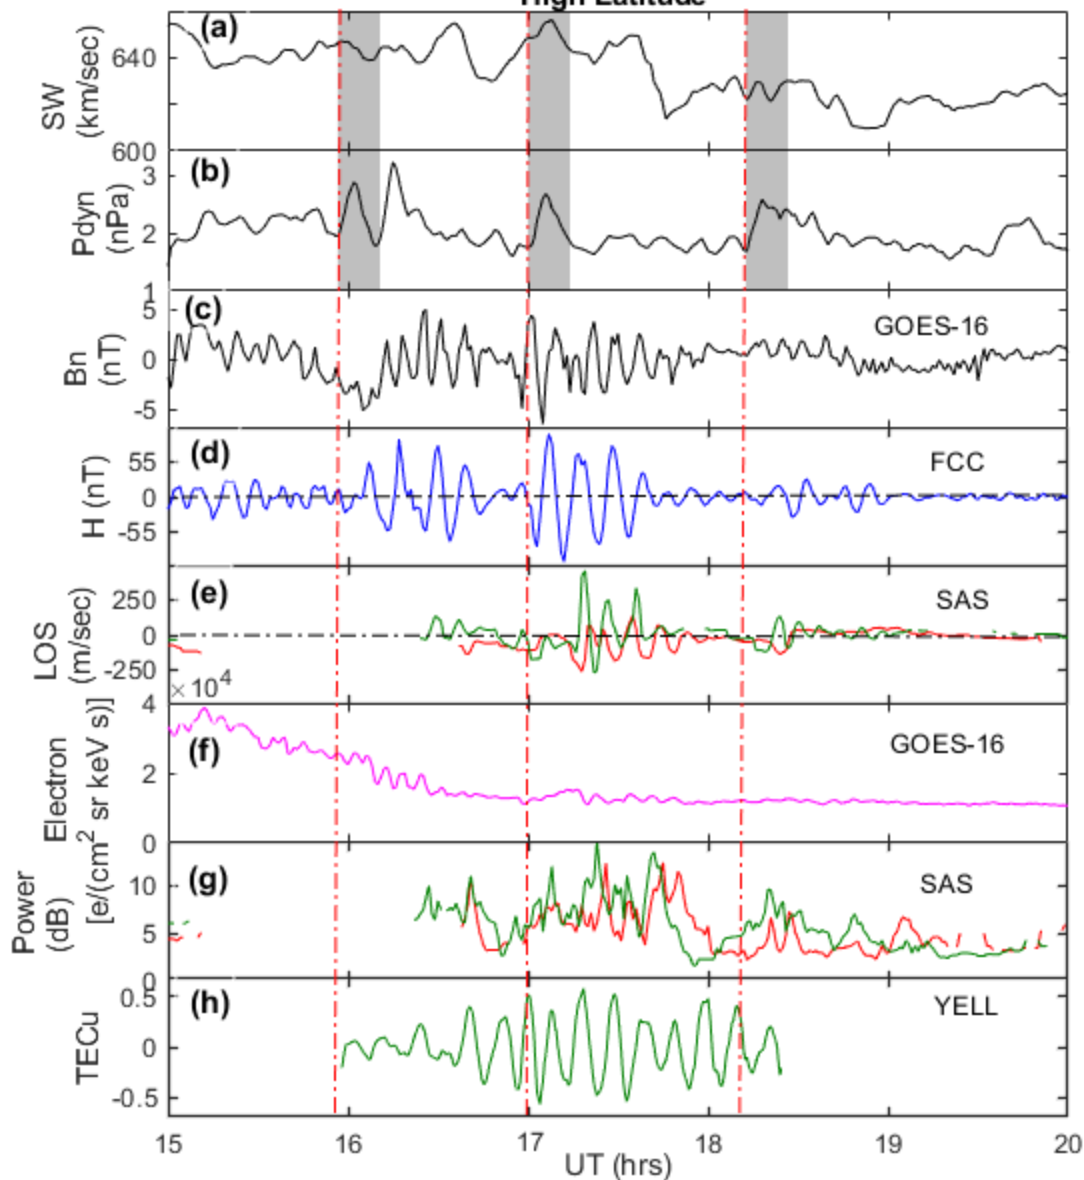 High Latitude
(a)
SW
(km/sec)
640
600
(b)
Pdyn
(nPa)
3
2
1
(c)
GOES-16
Bn
(nT)
5
0
-5
(d)
FCC
H (nT)
55
0
-55
(e)
SAS
LOS
(m/sec)
250
0
-250
×10⁴
(f)
GOES-16
Electron
[e/(cm² sr keV s)]
4
2
0
(g)
SAS
Power
(dB)
10
5
0
(h)
YELL
TECu
0.5
0
-0.5
15 16 17 18 19 20
UT (hrs)